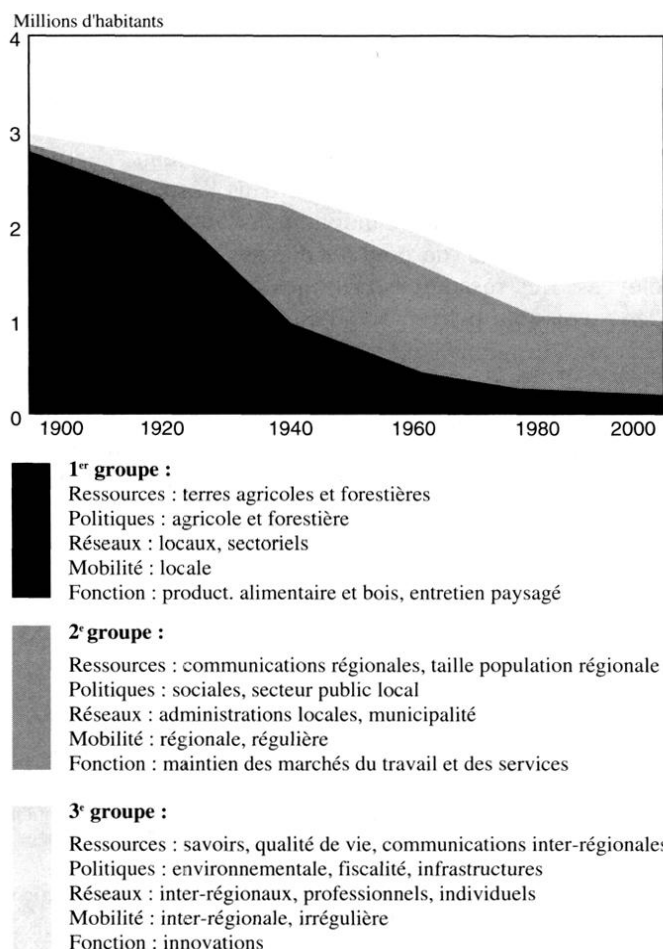 Millions d'habitants
4
3
2
1
0
1900 1920 1940 1960 1980 2000
1er groupe :
Ressources : terres agricoles et forestières
Politiques : agricole et forestière
Réseaux : locaux, sectoriels
Mobilité : locale
Fonction : product. alimentaire et bois, entretien paysagé
2e groupe :
Ressources : communications régionales, taille population régionale
Politiques : sociales, secteur public local
Réseaux : administrations locales, municipalité
Mobilité : régionale, régulière
Fonction : maintien des marchés du travail et des services
3e groupe :
Ressources : savoirs, qualité de vie, communications inter-régionales
Politiques : environnementale, fiscalité, infrastructures
Réseaux : inter-régionaux, professionnels, individuels
Mobilité : inter-régionale, irrégulière
Fonction : innovations